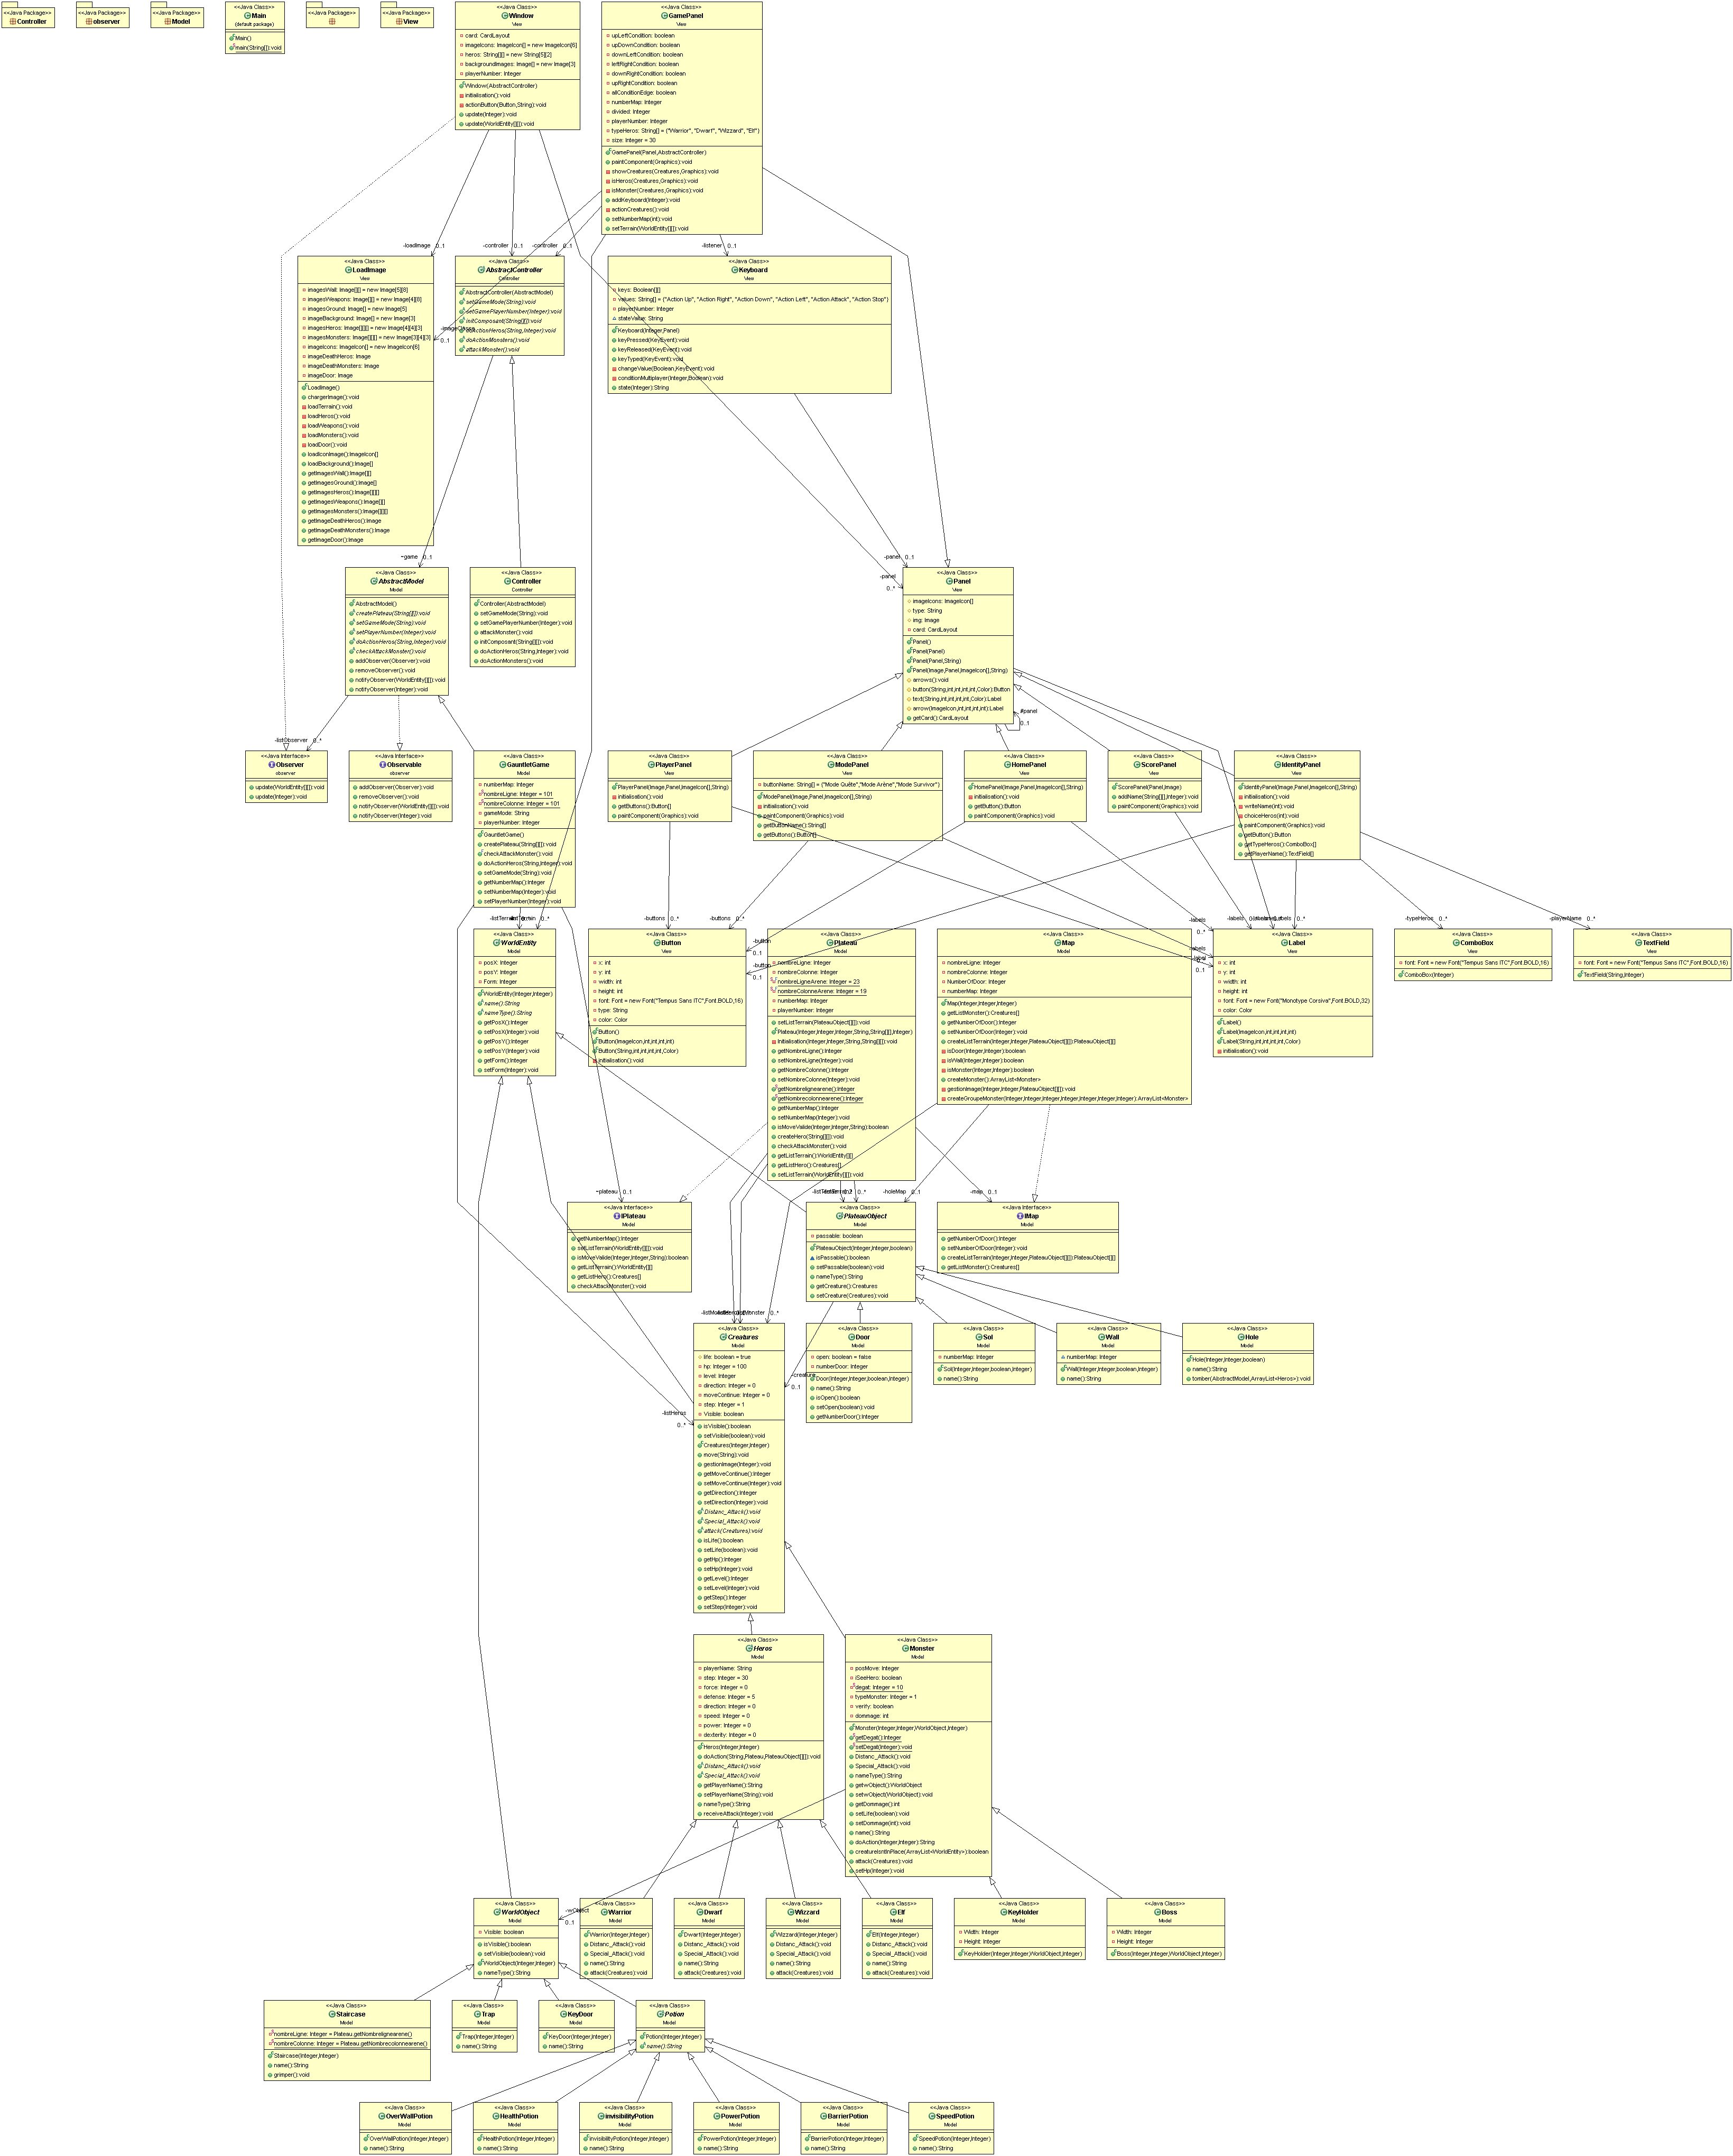 <<Java Package>>
Controller
<<Java Package>>
observer
<<Java Package>>
Model
<<Java Class>>
Main
(default package)
Main()
main(String[]):void
<<Java Package>>
<<Java Package>>
View
<<Java Class>>
Window
View
card: CardLayout
imageIcons: ImageIcon[] = new ImageIcon[6]
heros: String[][] = new String[5][2]
backgroundImages: Image[] = new Image[3]
playerNumber: Integer
Window(AbstractController)
initialisation():void
actionButton(Button,String):void
update(Integer):void
update(WorldEntity[][]):void
<<Java Class>>
GamePanel
View
upLeftCondition: boolean
upDownCondition: boolean
downLeftCondition: boolean
leftRightCondition: boolean
downRightCondition: boolean
upRightCondition: boolean
allConditionEdge: boolean
numberMap: Integer
divided: Integer
playerNumber: Integer
typeHeros: String[] = {"Warrior", "Dwarf", "Wizzard", "Elf"}
size: Integer = 30
GamePanel(Panel,AbstractController)
paintComponent(Graphics):void
showCreatures(Creatures,Graphics):void
isHeros(Creatures,Graphics):void
isMonster(Creatures,Graphics):void
addKeyboard(Integer):void
actionCreatures():void
setNumberMap(int):void
setTerrain(WorldEntity[][]):void
-loadImage 0..1
-controller 0..1
-controller 0..1
-listener 0..1
<<Java Class>>
LoadImage
View
imagesWall: Image[][] = new Image[5][8]
imagesWeapons: Image[][] = new Image[4][8]
imagesGround: Image[] = new Image[5]
imageBackground: Image[] = new Image[3]
imagesHeros: Image[][][] = new Image[4][4][3]
imagesMonsters: Image[][][] = new Image[3][4][3]
imageIcons: ImageIcon[] = new ImageIcon[6]
imageDeathHeros: Image
imageDeathMonsters: Image
imageDoor: Image
LoadImage()
chargerImage():void
loadTerrain():void
loadHeros():void
loadWeapons():void
loadMonsters():void
loadDoor():void
loadIconImage():ImageIcon[]
loadBackground():Image[]
getImagesWall():Image[][]
getImagesGround():Image[]
getImagesHeros():Image[][][]
getImagesWeapons():Image[][]
getImagesMonsters():Image[][][]
getImageDeathHeros():Image
getImageDeathMonsters():Image
getImageDoor():Image
<<Java Class>>
AbstractController
Controller
AbstractController(AbstractModel)
setGameMode(String):void
setGamePlayerNumber(Integer):void
initComposant(String[][]):void
doActionHeros(String,Integer):void
doActionMonsters():void
attackMonster():void
0..1
<<Java Class>>
Keyboard
View
keys: Boolean[][]
values: String[] = {"Action Up", "Action Right", "Action Down", "Action Left", "Action Attack", "Action Stop"}
playerNumber: Integer
stateValue: String
Keyboard(Integer,Panel)
keyPressed(KeyEvent):void
keyReleased(KeyEvent):void
keyTyped(KeyEvent):void
changeValue(Boolean,KeyEvent):void
conditionMultiplayer(Integer,Boolean):void
state(Integer):String
~game 0..1
-panel 0..1
-panel
0..*
<<Java Class>>
AbstractModel
Model
AbstractModel()
createPlateau(String[][]):void
setGameMode(String):void
setPlayerNumber(Integer):void
doActionHeros(String,Integer):void
checkAttackMonster():void
addObserver(Observer):void
removeObserver():void
notifyObserver(WorldEntity[][]):void
notifyObserver(Integer):void
<<Java Class>>
Controller
Controller
Controller(AbstractModel)
setGameMode(String):void
setGamePlayerNumber(Integer):void
attackMonster():void
initComposant(String[][]):void
doActionHeros(String,Integer):void
doActionMonsters():void
<<Java Class>>
Panel
View
imageIcons: ImageIcon[]
type: String
img: Image
card: CardLayout
Panel()
Panel(Panel)
Panel(Panel,String)
Panel(Image,Panel,ImageIcon[],String)
arrows():void
button(String,int,int,int,int,Color):Button
text(String,int,int,int,int,Color):Label
arrow(ImageIcon,int,int,int,int):Label
getCard():CardLayout
#panel
0..1
-listObserver 0..*
<<Java Interface>>
Observer
observer
update(WorldEntity[][]):void
update(Integer):void
<<Java Interface>>
Observable
observer
addObserver(Observer):void
removeObserver():void
notifyObserver(WorldEntity[][]):void
notifyObserver(Integer):void
<<Java Class>>
GauntletGame
Model
numberMap: Integer
nombreLigne: Integer = 101
nombreColonne: Integer = 101
gameMode: String
playerNumber: Integer
GauntletGame()
createPlateau(String[][]):void
checkAttackMonster():void
doActionHeros(String,Integer):void
setGameMode(String):void
getNumberMap():Integer
setNumberMap(Integer):void
setPlayerNumber(Integer):void
<<Java Class>>
PlayerPanel
View
PlayerPanel(Image,Panel,ImageIcon[],String)
initialisation():void
getButtons():Button[]
paintComponent(Graphics):void
<<Java Class>>
ModePanel
View
buttonName: String[] = {"Mode Quête","Mode Arène","Mode Survivor"}
ModePanel(Image,Panel,ImageIcon[],String)
initialisation():void
paintComponent(Graphics):void
getButtonName():String[]
getButtons():Button[]
<<Java Class>>
HomePanel
View
HomePanel(Image,Panel,ImageIcon[],String)
initialisation():void
getButton():Button
paintComponent(Graphics):void
<<Java Class>>
ScorePanel
View
ScorePanel(Panel,Image)
addName(String[][],Integer):void
paintComponent(Graphics):void
<<Java Class>>
IdentityPanel
View
IdentityPanel(Image,Panel,ImageIcon[],String)
initialisation():void
writeName(int):void
choiceHeros(int):void
paintComponent(Graphics):void
getButton():Button
getTypeHeros():ComboBox[]
getPlayerName():TextField[]
0..*
-buttons 0..*
-buttons 0..*
-labels
0..*
-labels
0..*
-typeHeros 0..*
-playerName 0..*
<<Java Class>>
WorldEntity
Model
posX: Integer
posY: Integer
Form: Integer
WorldEntity(Integer,Integer)
name():String
nameType():String
getPosX():Integer
setPosX(Integer):void
getPosY():Integer
setPosY(Integer):void
getForm():Integer
setForm(Integer):void
<<Java Class>>
Button
View
x: int
y: int
width: int
height: int
font: Font = new Font("Tempus Sans ITC",Font.BOLD,16)
type: String
color: Color
Button()
Button(ImageIcon,int,int,int,int)
Button(String,int,int,int,int,Color)
initialisation():void
-button
0..1
-button
0..1
<<Java Class>>
Plateau
Model
nombreLigne: Integer
nombreColonne: Integer
nombreLigneArene: Integer = 23
nombreColonneArene: Integer = 19
numberMap: Integer
playerNumber: Integer
setListTerrain(PlateauObject[][]):void
Plateau(Integer,Integer,Integer,String,String[][],Integer)
Initialisation(Integer,Integer,String,String[][]):void
getNombreLigne():Integer
setNombreLigne(Integer):void
getNombreColonne():Integer
setNombreColonne(Integer):void
getNombrelignearene():Integer
getNombrecolonnearene():Integer
getNumberMap():Integer
setNumberMap(Integer):void
isMoveValide(Integer,Integer,String):boolean
createHero(String[][]):void
checkAttackMonster():void
getListTerrain():WorldEntity[][]
getListHero():Creatures[]
setListTerrain(WorldEntity[][]):void
<<Java Class>>
Map
Model
nombreLigne: Integer
nombreColonne: Integer
NumberOfDoor: Integer
numberMap: Integer
Map(Integer,Integer,Integer)
getListMonster():Creatures[]
getNumberOfDoor():Integer
setNumberOfDoor(Integer):void
createListTerrain(Integer,Integer,PlateauObject[][]):PlateauObject[][]
isDoor(Integer,Integer):boolean
isWall(Integer,Integer):boolean
isMonster(Integer,Integer):boolean
createMonster():ArrayList<Monster>
gestionImage(Integer,Integer,PlateauObject[][]):void
createGroupeMonster(Integer,Integer,Integer,Integer,Integer,Integer,Integer):ArrayList<Monster>
-labels
0..1
<<Java Class>>
Label
View
x: int
y: int
width: int
height: int
font: Font = new Font("Monotype Corsiva",Font.BOLD,32)
color: Color
Label()
Label(ImageIcon,int,int,int,int)
Label(String,int,int,int,int,Color)
initialisation():void
<<Java Class>>
ComboBox
View
font: Font = new Font("Tempus Sans ITC",Font.BOLD,16)
ComboBox(Integer)
<<Java Class>>
TextField
View
font: Font = new Font("Tempus Sans ITC",Font.BOLD,16)
TextField(String,Integer)
~plateau 0..1
0..*
-holeMap 0..1
-map 0..1
<<Java Interface>>
IPlateau
Model
getNumberMap():Integer
setListTerrain(WorldEntity[][]):void
isMoveValide(Integer,Integer,String):boolean
getListTerrain():WorldEntity[][]
getListHero():Creatures[]
checkAttackMonster():void
<<Java Class>>
PlateauObject
Model
passable: boolean
PlateauObject(Integer,Integer,boolean)
isPassable():boolean
setPassable(boolean):void
nameType():String
getCreature():Creatures
setCreature(Creatures):void
<<Java Interface>>
IMap
Model
getNumberOfDoor():Integer
setNumberOfDoor(Integer):void
createListTerrain(Integer,Integer,PlateauObject[][]):PlateauObject[][]
getListMonster():Creatures[]
0..*
<<Java Class>>
Creatures
Model
life: boolean = true
hp: Integer = 100
level: Integer
direction: Integer = 0
moveContinue: Integer = 0
step: Integer = 1
Visible: boolean
isVisible():boolean
setVisible(boolean):void
Creatures(Integer,Integer)
move(String):void
gestionImage(Integer):void
getMoveContinue():Integer
setMoveContinue(Integer):void
getDirection():Integer
setDirection(Integer):void
Distanc_Attack():void
Special_Attack():void
attack(Creatures):void
isLife():boolean
setLife(boolean):void
getHp():Integer
setHp(Integer):void
getLevel():Integer
setLevel(Integer):void
getStep():Integer
setStep(Integer):void
-creature
0..1
-listHeros
0..*
<<Java Class>>
Door
Model
open: boolean = false
numberDoor: Integer
Door(Integer,Integer,boolean,Integer)
name():String
isOpen():boolean
setOpen(boolean):void
getNumberDoor():Integer
<<Java Class>>
Sol
Model
numberMap: Integer
Sol(Integer,Integer,boolean,Integer)
name():String
<<Java Class>>
Wall
Model
numberMap: Integer
Wall(Integer,Integer,boolean,Integer)
name():String
<<Java Class>>
Hole
Model
Hole(Integer,Integer,boolean)
name():String
tomber(AbstractModel,ArrayList<Heros>):void
<<Java Class>>
Heros
Model
playerName: String
step: Integer = 30
force: Integer = 0
defense: Integer = 5
direction: Integer = 0
speed: Integer = 0
power: Integer = 0
dexterity: Integer = 0
Heros(Integer,Integer)
doAction(String,Plateau,PlateauObject[][]):void
Distanc_Attack():void
Special_Attack():void
getPlayerName():String
setPlayerName(String):void
nameType():String
receiveAttack(Integer):void
<<Java Class>>
Monster
Model
posMove: Integer
iSeeHero: boolean
degat: Integer = 10
typeMonster: Integer = 1
verify: boolean
dommage: int
Monster(Integer,Integer,WorldObject,Integer)
getDegat():Integer
setDegat(Integer):void
Distanc_Attack():void
Special_Attack():void
nameType():String
getwObject():WorldObject
setwObject(WorldObject):void
getDommage():int
setLife(boolean):void
setDommage(int):void
name():String
doAction(Integer,Integer):String
creatureIsntInPlace(ArrayList<WorldEntity>):boolean
attack(Creatures):void
setHp(Integer):void
<<Java Class>>
WorldObject
Model
Visible: boolean
isVisible():boolean
setVisible(boolean):void
WorldObject(Integer,Integer)
nameType():String
-wObject
0..1
<<Java Class>>
Warrior
Model
Warrior(Integer,Integer)
Distanc_Attack():void
Special_Attack():void
name():String
attack(Creatures):void
<<Java Class>>
Dwarf
Model
Dwarf(Integer,Integer)
Distanc_Attack():void
Special_Attack():void
name():String
attack(Creatures):void
<<Java Class>>
Wizzard
Model
Wizzard(Integer,Integer)
Distanc_Attack():void
Special_Attack():void
name():String
attack(Creatures):void
<<Java Class>>
Elf
Model
Elf(Integer,Integer)
Distanc_Attack():void
Special_Attack():void
name():String
attack(Creatures):void
<<Java Class>>
KeyHolder
Model
Width: Integer
Height: Integer
KeyHolder(Integer,Integer,WorldObject,Integer)
<<Java Class>>
Boss
Model
Width: Integer
Height: Integer
Boss(Integer,Integer,WorldObject,Integer)
<<Java Class>>
Staircase
Model
nombreLigne: Integer = Plateau.getNombrelignearene()
nombreColonne: Integer = Plateau.getNombrecolonnearene()
Staircase(Integer,Integer)
name():String
grimper():void
<<Java Class>>
Trap
Model
Trap(Integer,Integer)
name():String
<<Java Class>>
KeyDoor
Model
KeyDoor(Integer,Integer)
name():String
<<Java Class>>
Potion
Model
Potion(Integer,Integer)
name():String
<<Java Class>>
OverWallPotion
Model
OverWallPotion(Integer,Integer)
name():String
<<Java Class>>
HealthPotion
Model
HealthPotion(Integer,Integer)
name():String
<<Java Class>>
invisibilityPotion
Model
invisibilityPotion(Integer,Integer)
name():String
<<Java Class>>
PowerPotion
Model
PowerPotion(Integer,Integer)
name():String
<<Java Class>>
BarrierPotion
Model
BarrierPotion(Integer,Integer)
name():String
<<Java Class>>
SpeedPotion
Model
SpeedPotion(Integer,Integer)
name():String